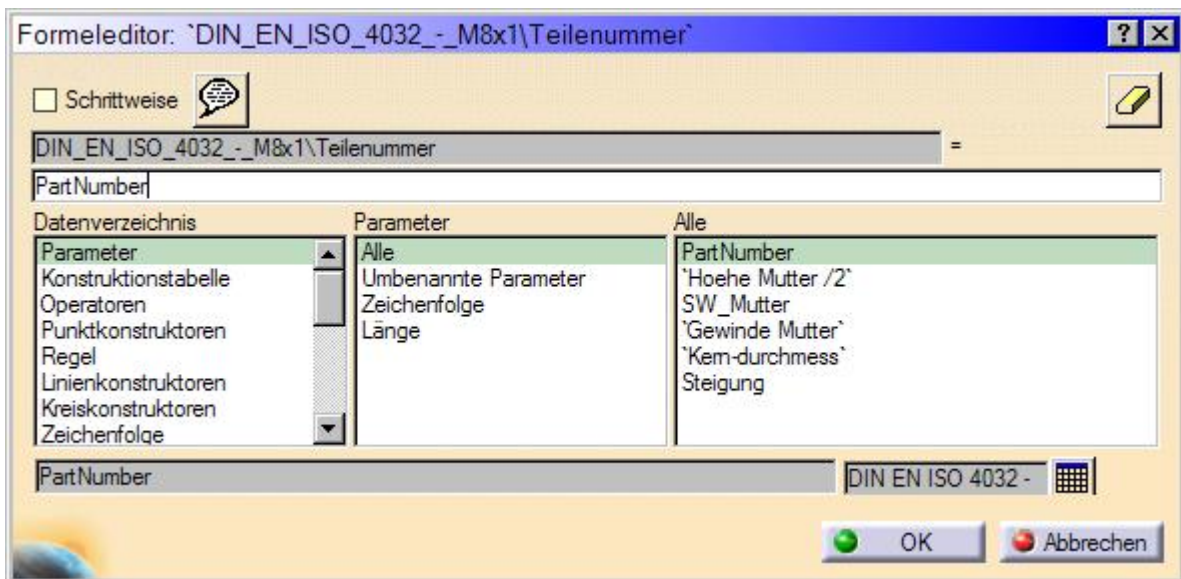 Formeleditor: `DIN_EN_ISO_4032_-_M8x1\Teilenummer`
Schrittweise
DIN_EN_ISO_4032_-_M8x1\Teilenummer =
PartNumber
Datenverzeichnis Parameter Alle
Parameter Alle PartNumber
Konstruktionstabelle Umbenannte Parameter `Hoehe Mutter /2`
Operatoren Zeichenfolge SW_Mutter
Punktkonstruktoren Länge `Gewinde Mutter`
Regel `Kern-durchmess`
Linienkonstruktoren Steigung
Kreiskonstruktoren
Zeichenfolge
PartNumber DIN EN ISO 4032 -
OK Abbrechen